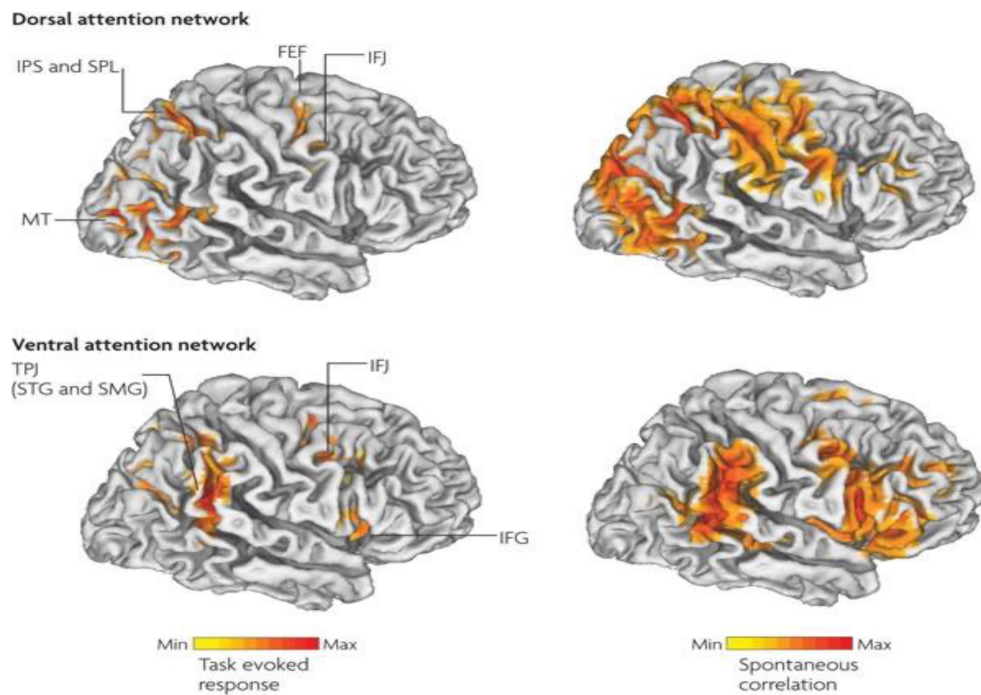 Dorsal attention network
FEF
IFJ
IPS and SPL
MT
Ventral attention network
TPJ
(STG and SMG)
IFJ
IFG
Min Max
Task evoked
response
Min Max
Spontaneous
correlation